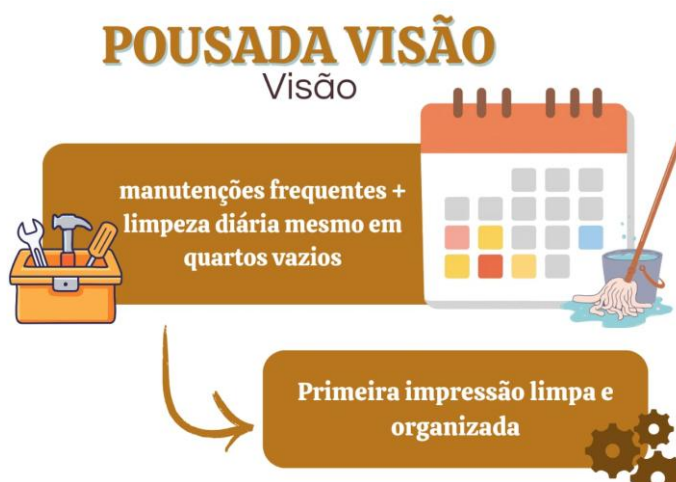 POUSADA VISÃO
Visão
manutenções frequentes +
limpeza diária mesmo em
quartos vazios
Primeira impressão limpa e
organizada